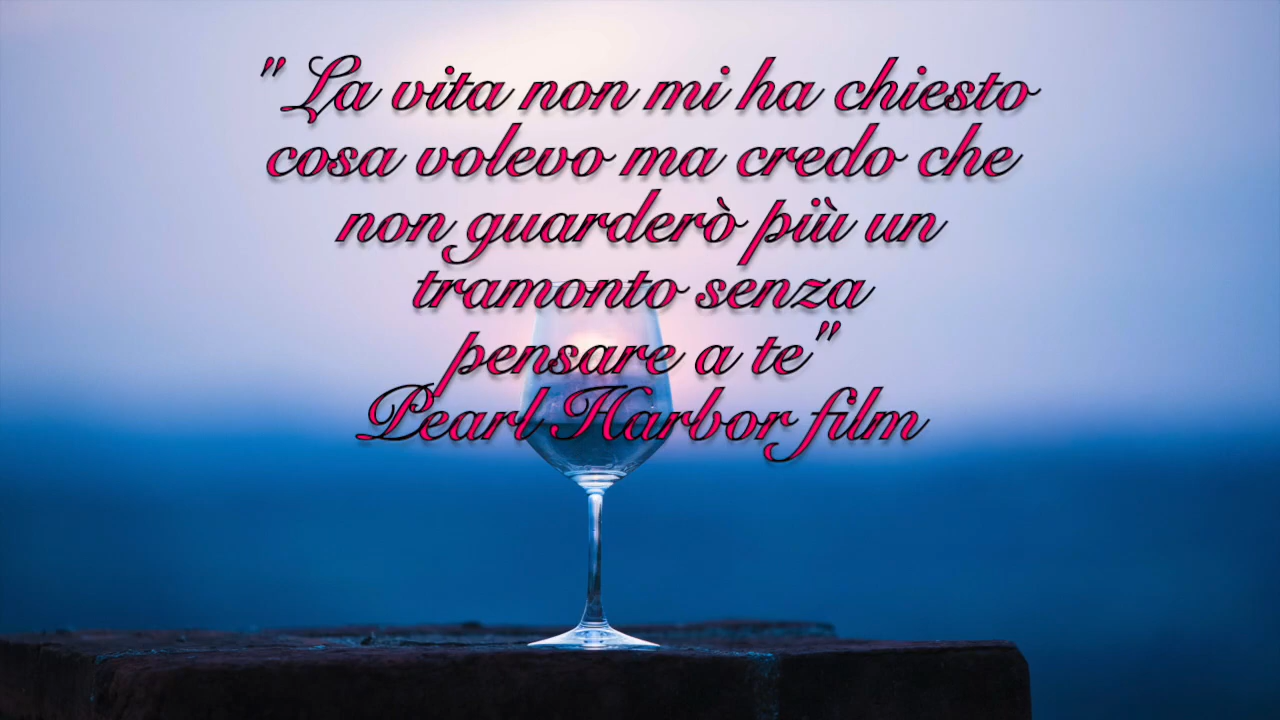 "La vita non mi ha chiesto
cosa volevo ma credo che
non guarderò più un
tramonto senza
pensare a te"
Pearl Harbor film